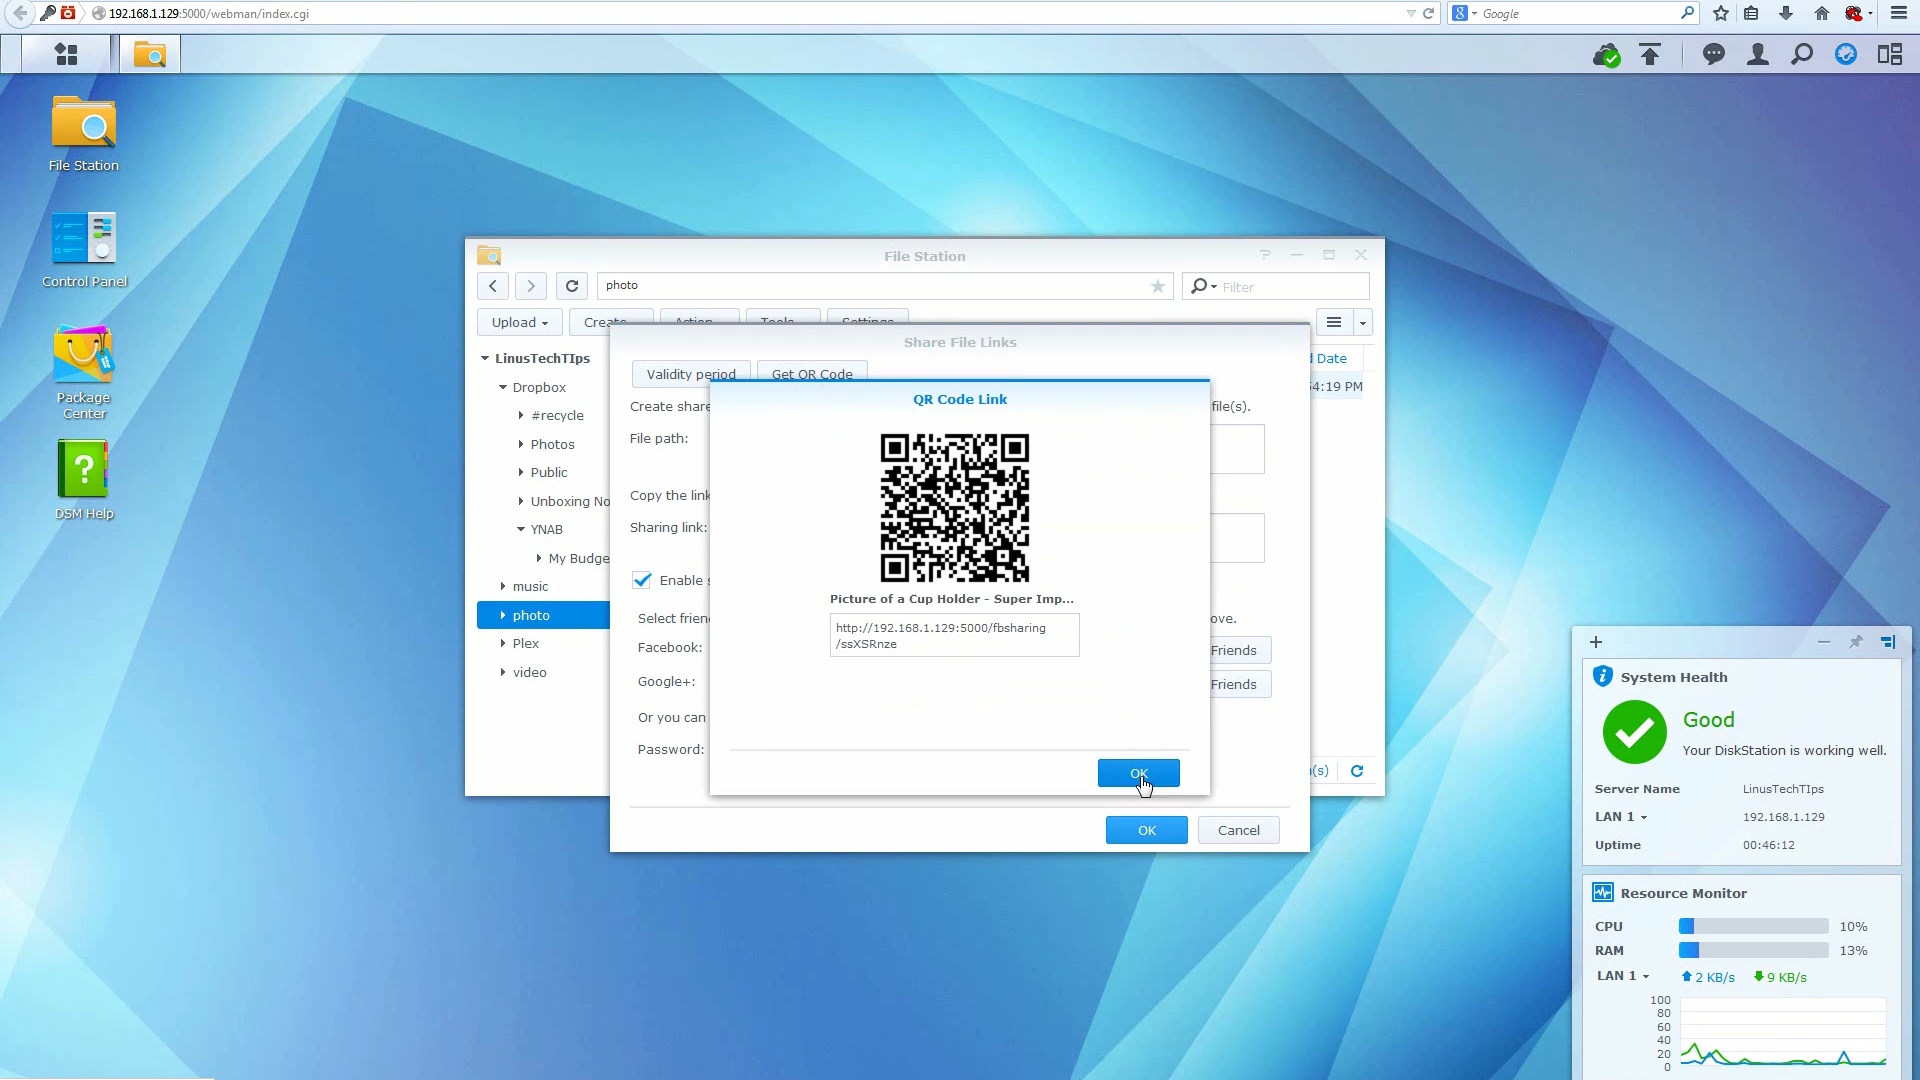 192.168.1.129:5000/webman/index.cgi
Google
File Station
Control Panel
Package
Center
DSM Help
File Station
photo
Filter
Upload
Create
Action
Tools
Settings
LinusTechTIps
Dropbox
#recycle
Photos
Public
Unboxing No
YNAB
My Budge
music
photo
Plex
video
d Date
54:19 PM
(s)
Share File Links
Validity period
Get QR Code
Create share
file(s).
File path:
Copy the link
Sharing link:
Enable s
Select frien
ove.
Facebook:
Friends
Google+:
Friends
Or you can
Password:
OK
Cancel
QR Code Link
Picture of a Cup Holder - Super Imp...
http://192.168.1.129:5000/fbsharing
/ssXSRnze
OK
System Health
Good
Your DiskStation is working well.
Server Name LinusTechTIps
LAN 1 192.168.1.129
Uptime 00:46:12
Resource Monitor
CPU 10%
RAM 13%
LAN 1 2 KB/s 9 KB/s
100
80
60
40
20
0